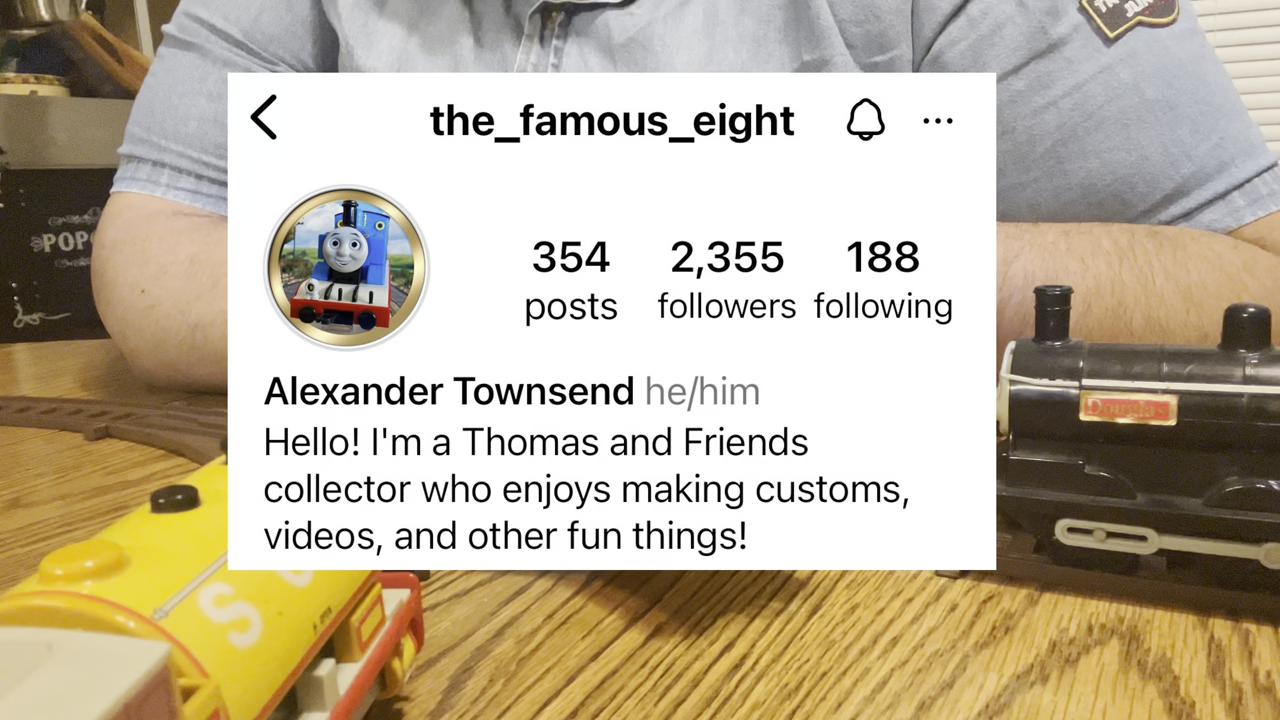 the_famous_eight
354 2,355 188
posts followers following
Alexander Townsend he/him
Hello! I'm a Thomas and Friends
collector who enjoys making customs,
videos, and other fun things!
Douglas
POP
S